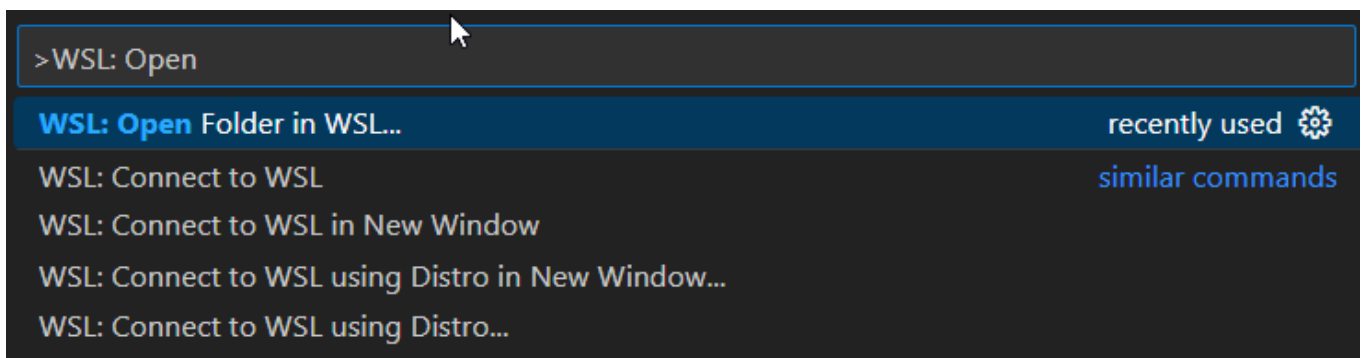 >WSL: Open
WSL: Open Folder in WSL... recently used
WSL: Connect to WSL similar commands
WSL: Connect to WSL in New Window
WSL: Connect to WSL using Distro in New Window...
WSL: Connect to WSL using Distro...